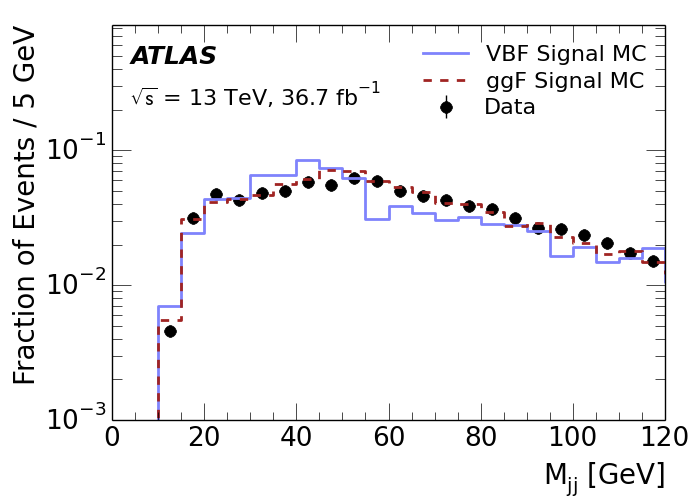 ATLAS
√s = 13 TeV, 36.7 fb⁻¹
VBF Signal MC
ggF Signal MC
Data
Fraction of Events / 5 GeV
10⁻¹
10⁻²
10⁻³
0 20 40 60 80 100 120
M_jj [GeV]